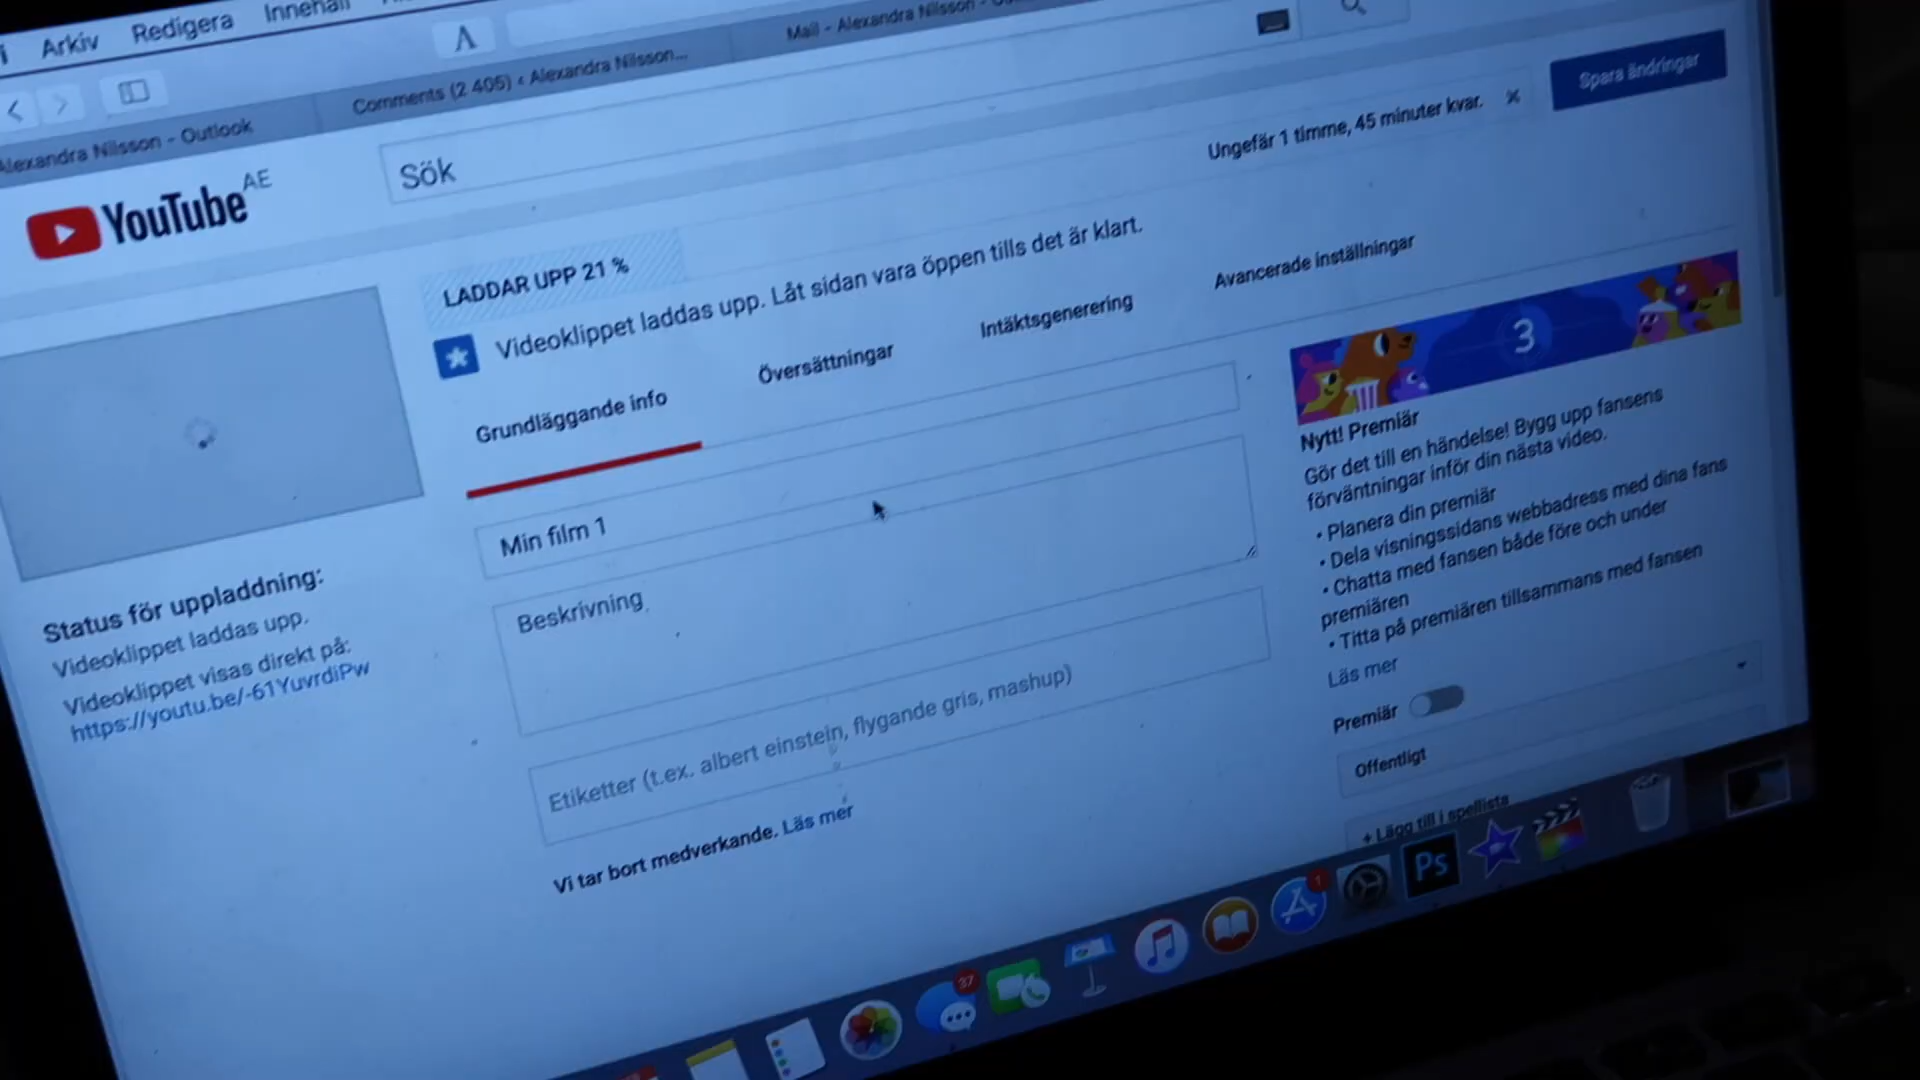 Arkiv
Redigera
Innehåll
Alexandra Nilsson - Outlook
Comments (2 405) ‹ Alexandra Nilsson...
Mail - Alexandra Nilsson -
YouTube AE
Sök
Ungefär 1 timme, 45 minuter kvar.
Spara ändringar
LADDAR UPP 21 %
Videoklippet laddas upp. Låt sidan vara öppen tills det är klart.
Grundläggande info
Översättningar
Intäktsgenerering
Avancerade inställningar
Min film 1
Beskrivning
Etiketter (t.ex. albert einstein, flygande gris, mashup)
Vi tar bort medverkande. Läs mer
Status för uppladdning:
Videoklippet laddas upp.
Videoklippet visas direkt på:
https://youtu.be/-61YuvrdiPw
3
Nytt! Premiär
Gör det till en händelse! Bygg upp fansens
förväntningar inför din nästa video.
• Planera din premiär
• Dela visningssidans webbadress med dina fans
• Chatta med fansen både före och under
premiären
• Titta på premiären tillsammans med fansen
Läs mer
Premiär
Offentligt
+ Lägg till i spellista
37
1
Ps